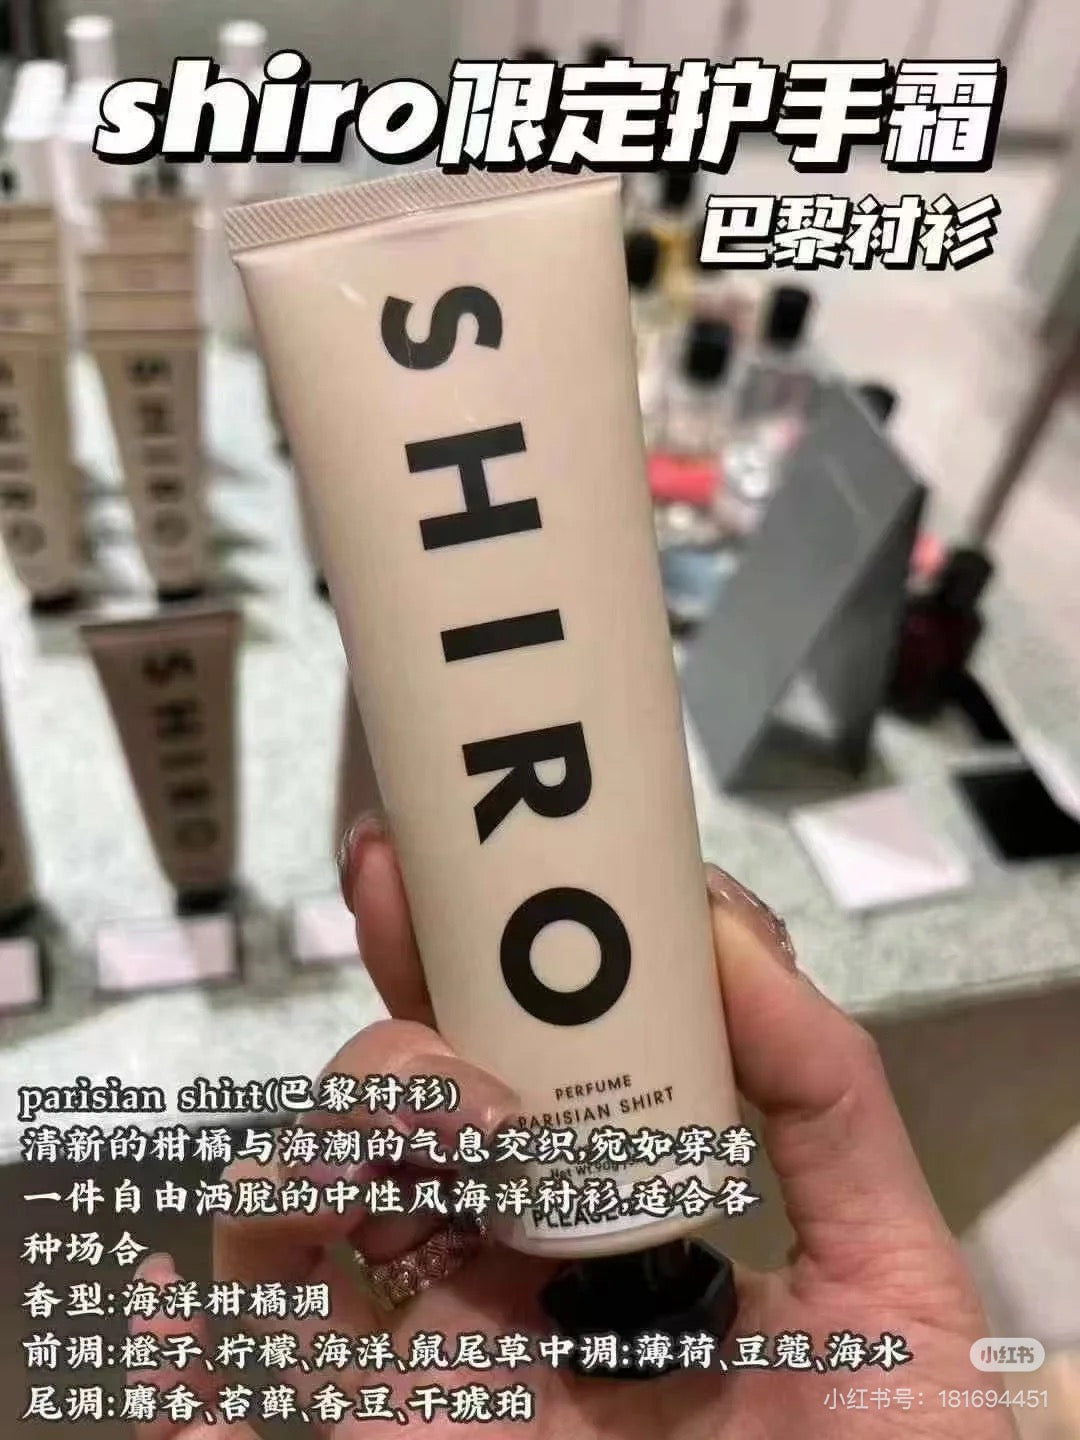 shiro限定护手霜
巴黎衬衫
SHIRO
PERFUME
PARISIAN SHIRT
Net Wt.90g
parisian shirt(巴黎衬衫)
清新的柑橘与海潮的气息交织,宛如穿着
一件自由洒脱的中性风海洋衬衫,适合各
种场合
香型:海洋柑橘调
前调:橙子、柠檬、海洋、鼠尾草中调:薄荷、豆蔻、海水
尾调:麝香、苔藓、香豆、干琥珀
小红书
小红书号：181694451
SHIRO
SHIRO